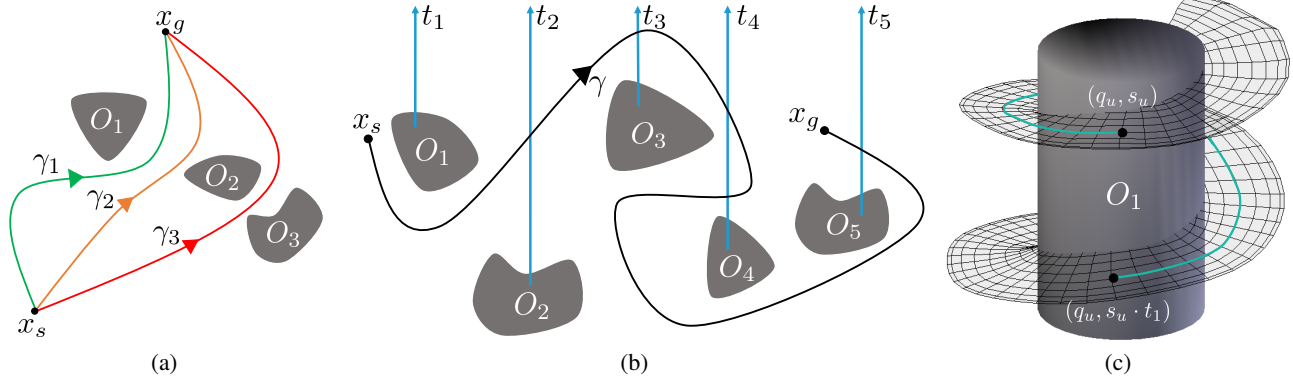 x_g
O_1
γ_1
O_2
γ_2
O_3
γ_3
x_s
(a)
t_1 t_2 t_3 t_4 t_5
γ
x_s
x_g
O_1
O_3
O_5
O_4
O_2
(b)
(q_u, s_u)
O_1
(q_u, s_u · t_1)
(c)